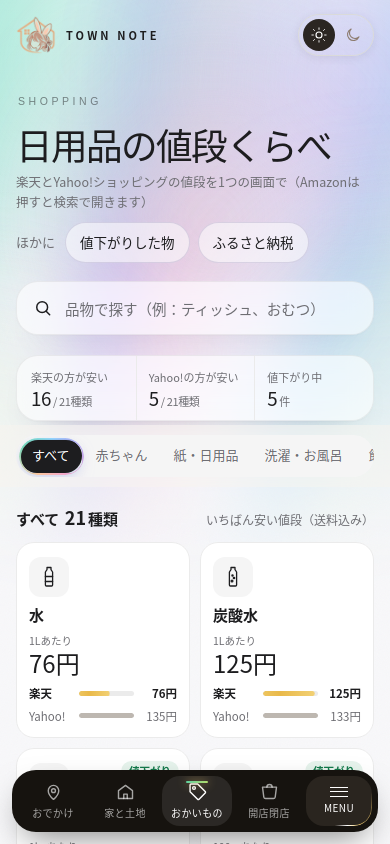 TOWN NOTE
SHOPPING
日用品の値段くらべ
楽天とYahoo!ショッピングの値段を1つの画面で（Amazonは
押すと検索で開きます）
ほかに
値下がりした物
ふるさと納税
品物で探す（例：ティッシュ、おむつ）
楽天の方が安い
16 / 21種類
Yahoo!の方が安い
5 / 21種類
値下がり中
5 件
すべて
赤ちゃん
紙・日用品
洗濯・お風呂
すべて 21種類
いちばん安い値段（送料込み）
水
1Lあたり
76円
楽天 76円
Yahoo! 135円
炭酸水
1Lあたり
125円
楽天 125円
Yahoo! 133円
おでかけ
家と土地
おかいもの
開店閉店
MENU